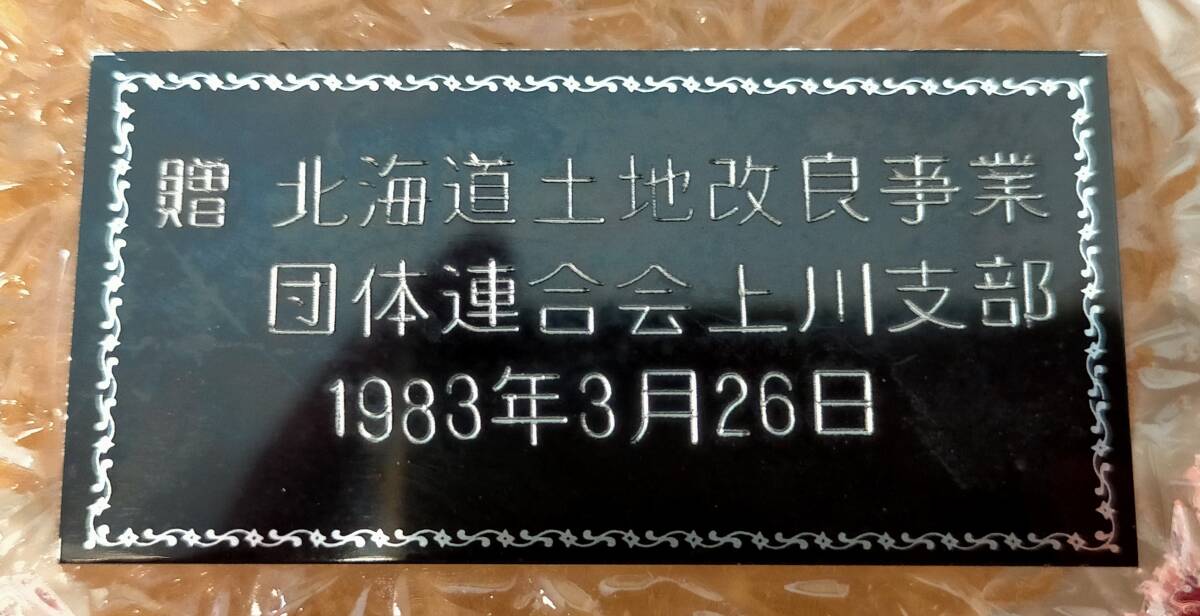 贈 北海道土地改良事業
団体連合会上川支部
1983年3月26日